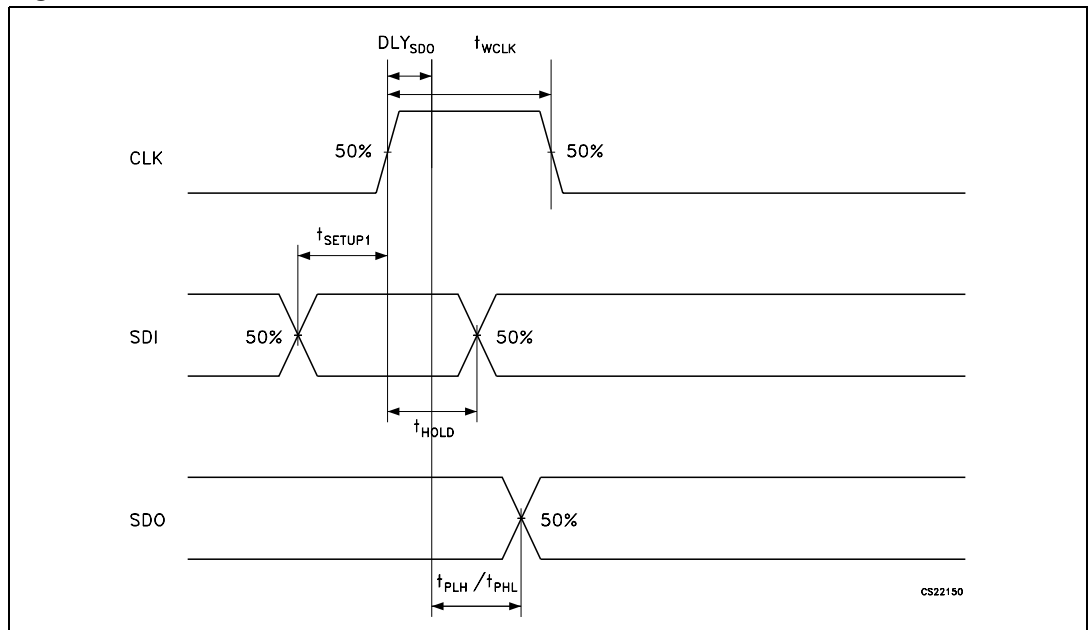 DLY_SDO t_WCLK
50% 50%
CLK
t_SETUP1
50% 50%
SDI
t_HOLD
SDO 50%
t_PLH /t_PHL
CS22150